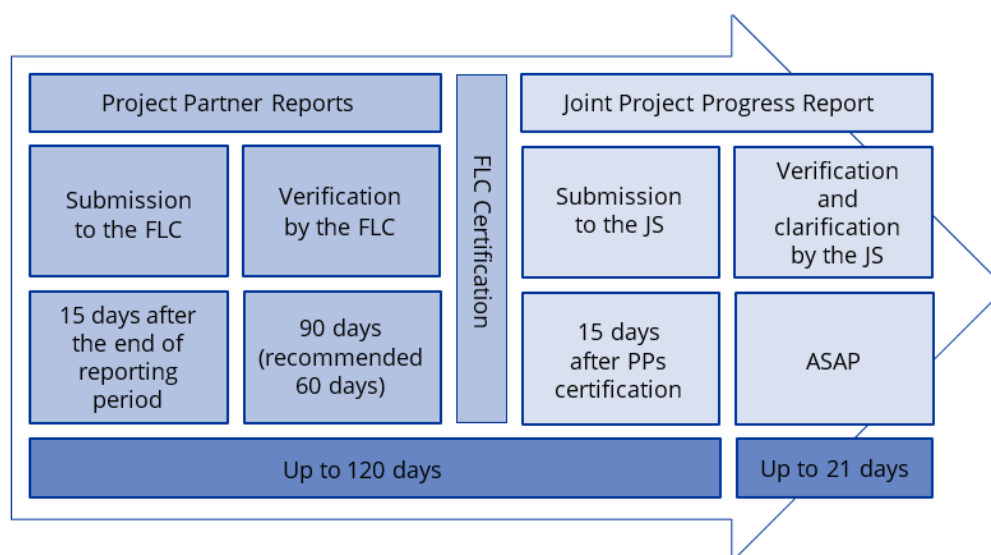 Project Partner Reports
Submission
to the FLC
Verification
by the FLC
15 days after
the end of
reporting
period
90 days
(recommended
60 days)
FLC Certification
Joint Project Progress Report
Submission
to the JS
Verification
and
clarification
by the JS
15 days
after PPs
certification
ASAP
Up to 120 days
Up to 21 days